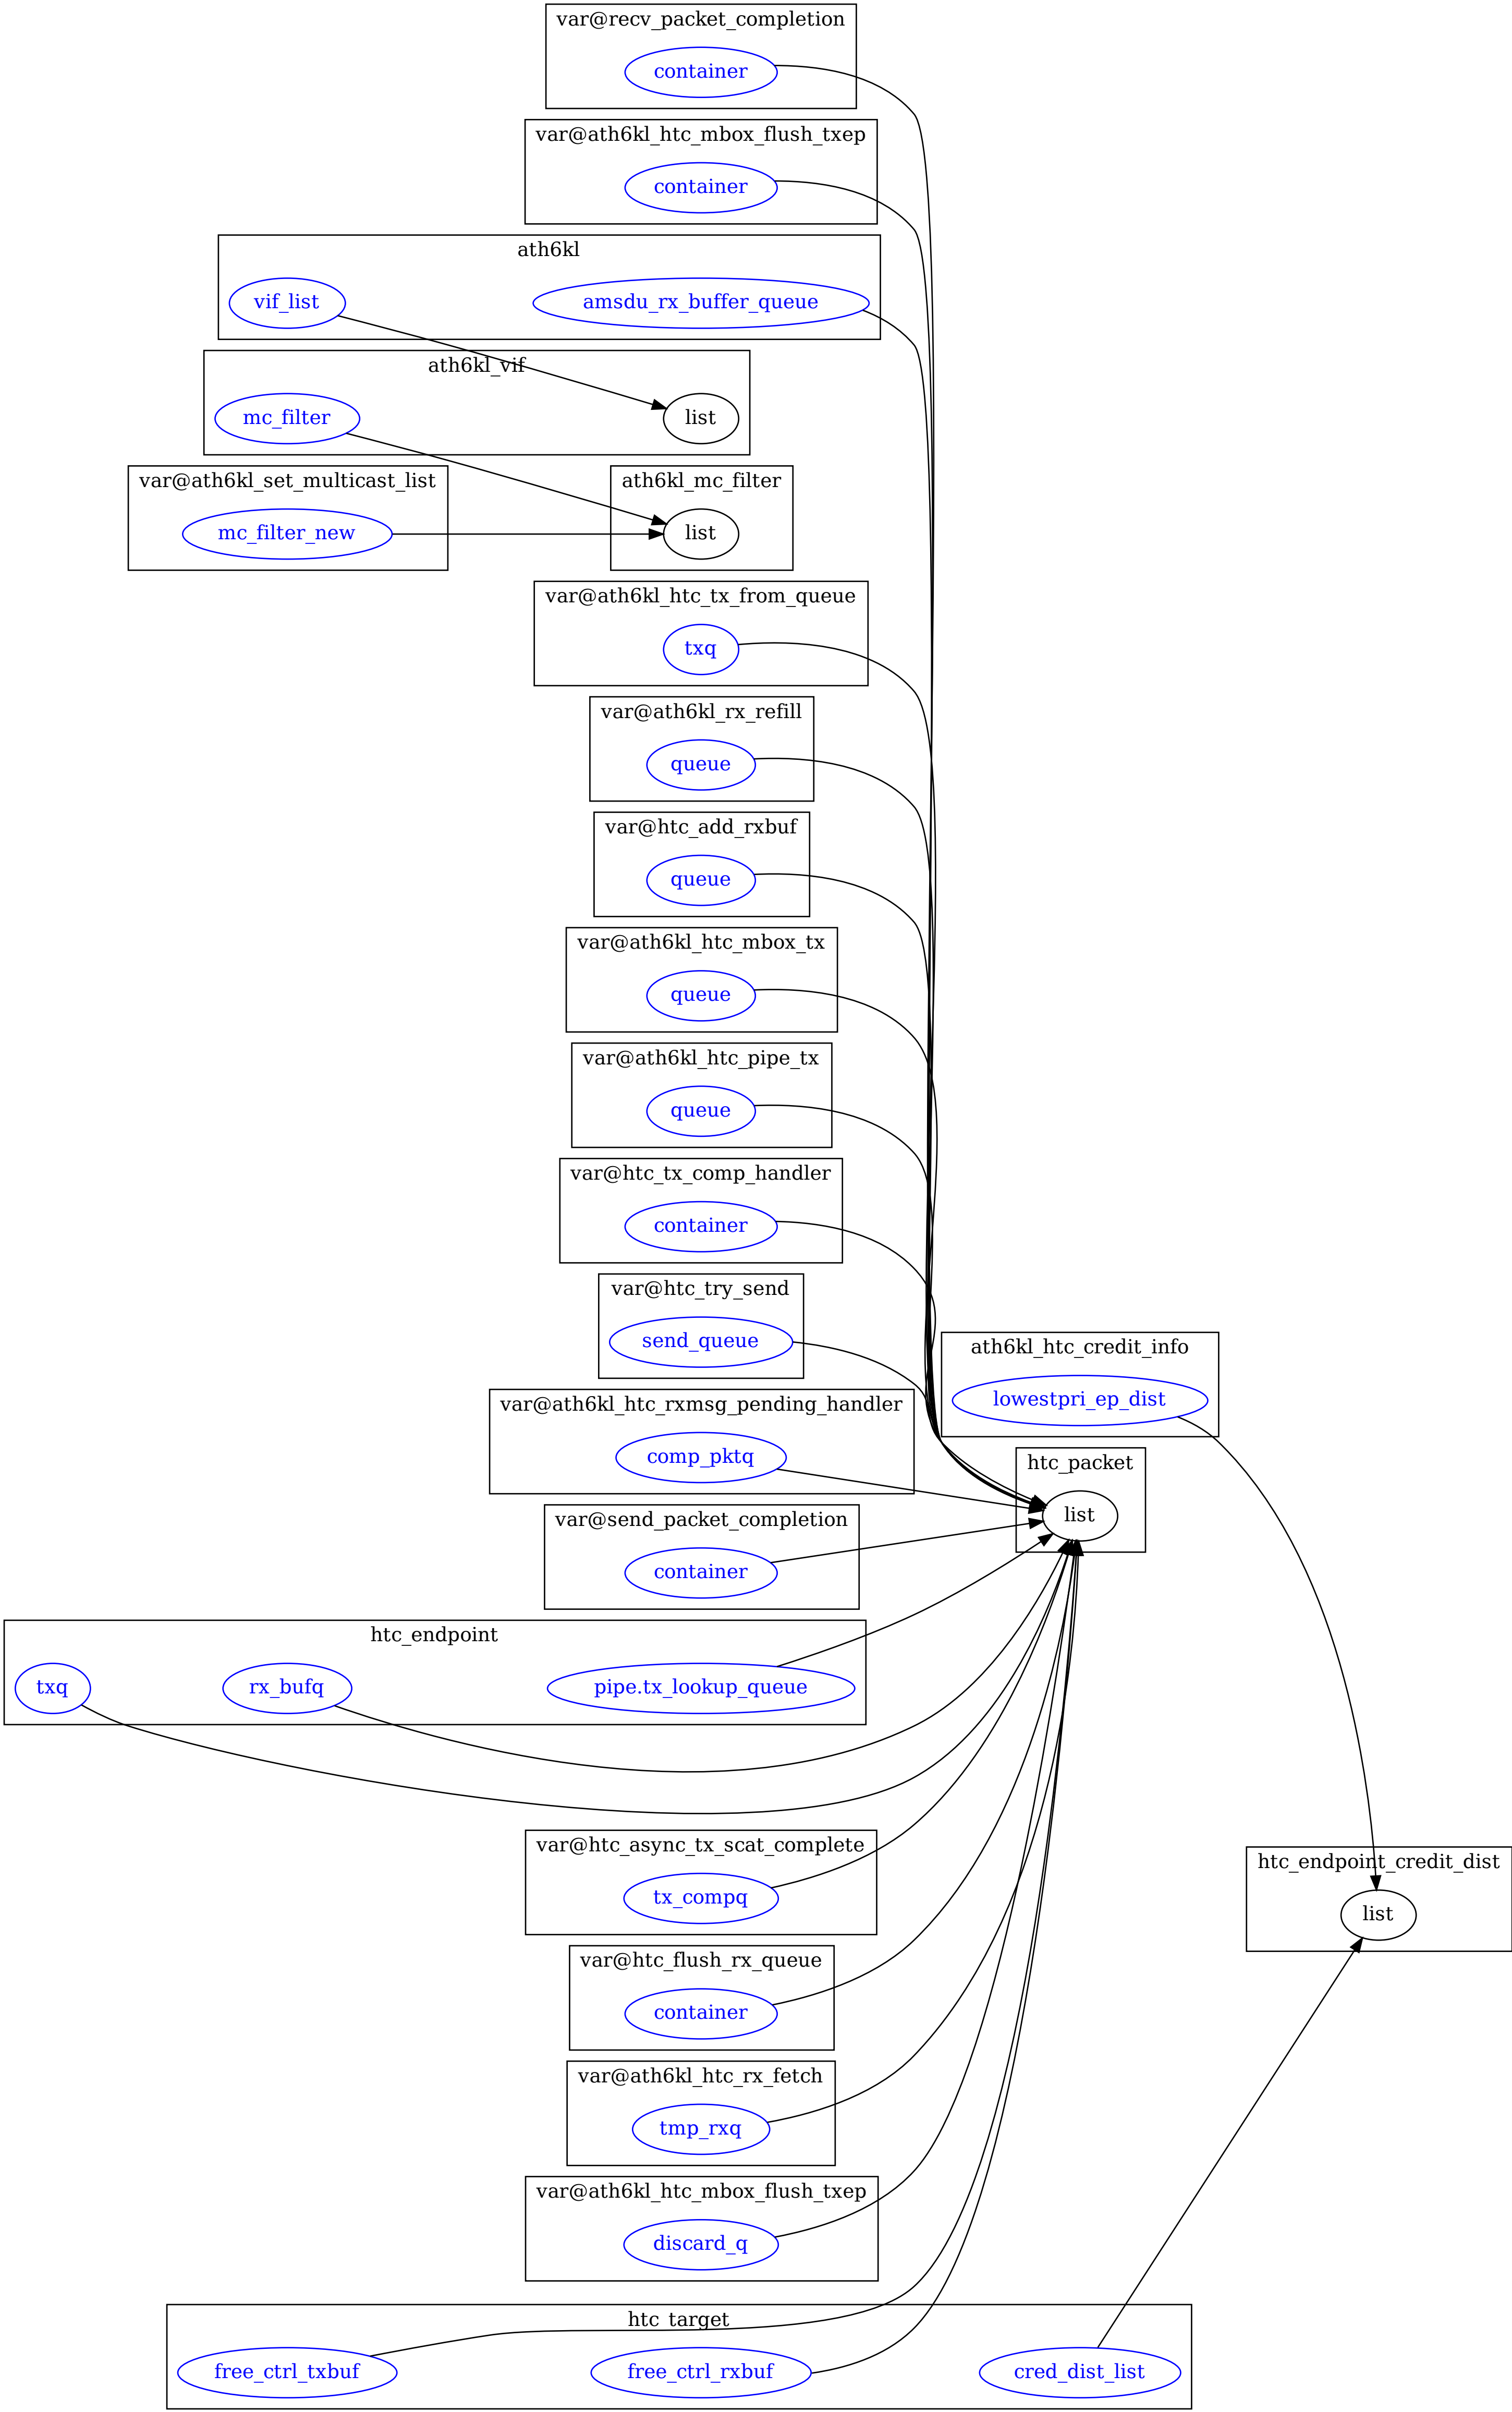 var@recv_packet_completion
container
var@ath6kl_htc_mbox_flush_txep
container
ath6kl
vif_list
amsdu_rx_buffer_queue
ath6kl_vif
mc_filter
list
var@ath6kl_set_multicast_list
mc_filter_new
ath6kl_mc_filter
list
var@ath6kl_htc_tx_from_queue
txq
var@ath6kl_rx_refill
queue
var@htc_add_rxbuf
queue
var@ath6kl_htc_mbox_tx
queue
var@ath6kl_htc_pipe_tx
queue
var@htc_tx_comp_handler
container
var@htc_try_send
send_queue
ath6kl_htc_credit_info
lowestpri_ep_dist
var@ath6kl_htc_rxmsg_pending_handler
comp_pktq
htc_packet
list
var@send_packet_completion
container
htc_endpoint
txq
rx_bufq
pipe.tx_lookup_queue
var@htc_async_tx_scat_complete
tx_compq
htc_endpoint_credit_dist
list
var@htc_flush_rx_queue
container
var@ath6kl_htc_rx_fetch
tmp_rxq
var@ath6kl_htc_mbox_flush_txep
discard_q
htc_target
free_ctrl_txbuf
free_ctrl_rxbuf
cred_dist_list